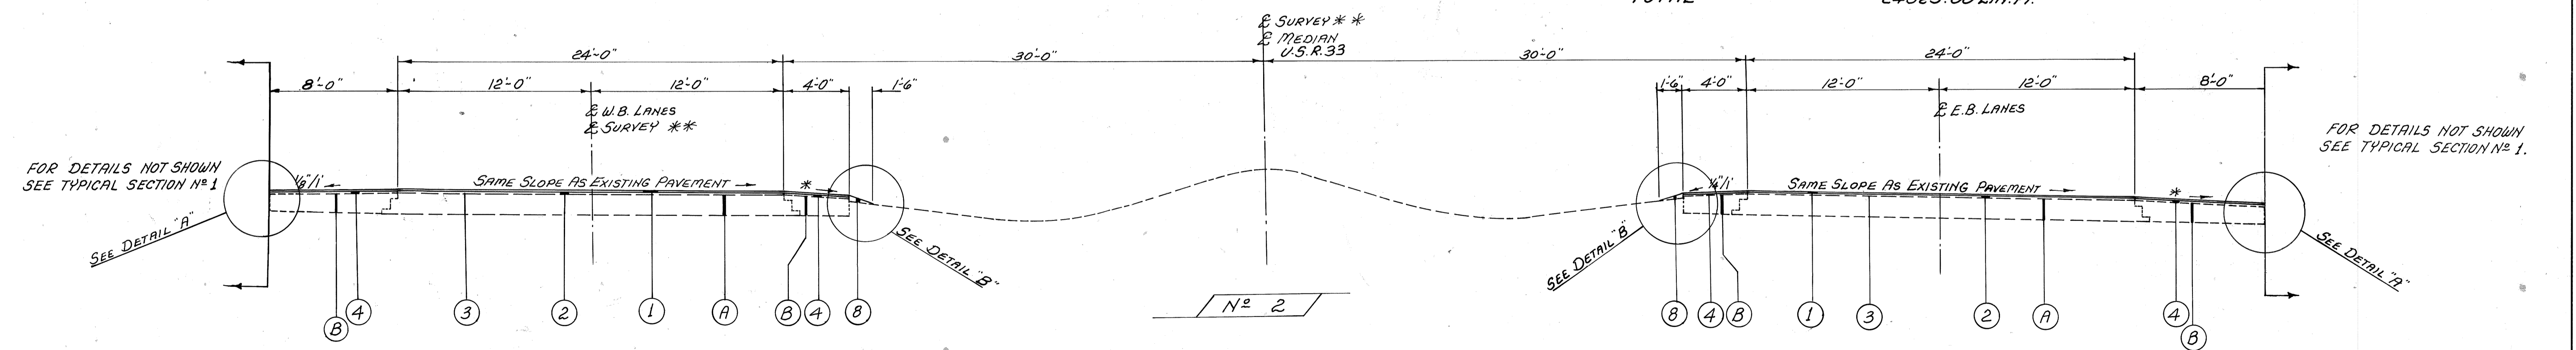 ℄ SURVEY * *
℄ MEDIAN
U.S.R.33
24'-0" 30'-0" 30'-0" 24'-0"
8'-0" 12'-0" 12'-0" 4'-0" 1'-6" 1'-6" 4'-0" 12'-0" 12'-0" 8'-0"
℄ W.B. LANES
℄ SURVEY **
℄ E.B. LANES
FOR DETAILS NOT SHOWN
SEE TYPICAL SECTION Nº 1
FOR DETAILS NOT SHOWN
SEE TYPICAL SECTION Nº 1.
1/8"/1' SAME SLOPE AS EXISTING PAVEMENT *
1/4"/1' SAME SLOPE AS EXISTING PAVEMENT *
SEE DETAIL "A"
SEE DETAIL "B"
SEE DETAIL "B"
SEE DETAIL "A"
Nº 2
B 4 3 2 1 A B 4 8
8 4 B 1 3 2 A 4 B